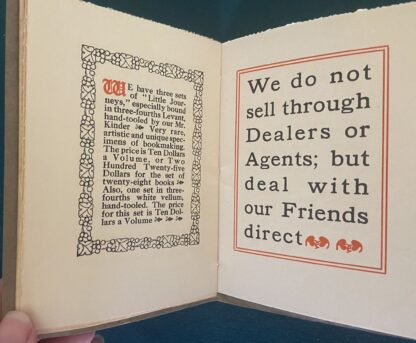 WE have three sets
of "Little Jour-
neys," especially bound
in three-fourths Levant,
hand-tooled by our Mr.
Kinder Very rare,
artistic and unique spec-
imens of bookmaking.
The price is Ten Dollars
a Volume, or Two
Hundred Twenty-five
Dollars for the set of
twenty-eight books
Also, one set in three-
fourths white vellum,
hand-tooled. The price
for this set is Ten Dol-
lars a Volume
We do not
sell through
Dealers or
Agents; but
deal with
our Friends
direct